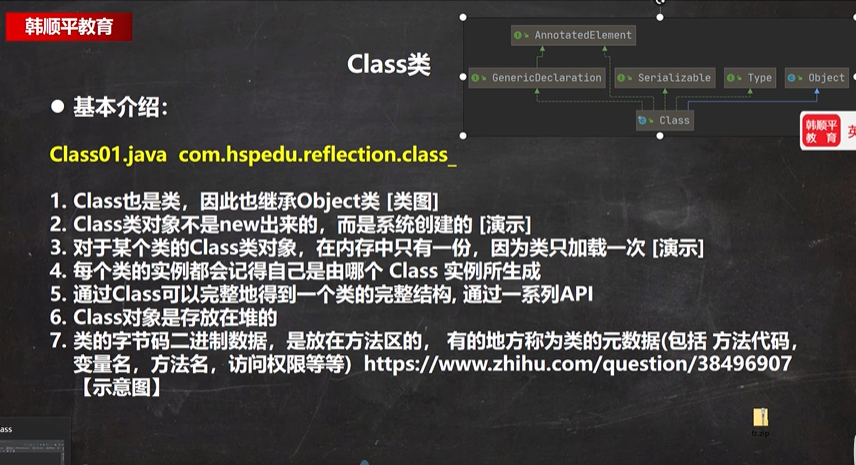 韩顺平教育
AnnotatedElement
Class类
GenericDeclaration
Serializable
Type
Object
● 基本介绍：
Class
韩顺平
教 育
英
Class01.java com.hspedu.reflection.class_
1. Class也是类，因此也继承Object类 [类图]
2. Class类对象不是new出来的，而是系统创建的 [演示]
3. 对于某个类的Class类对象，在内存中只有一份，因为类只加载一次 [演示]
4. 每个类的实例都会记得自己是由哪个 Class 实例所生成
5. 通过Class可以完整地得到一个类的完整结构, 通过一系列API
6. Class对象是存放在堆的
7. 类的字节码二进制数据，是放在方法区的， 有的地方称为类的元数据(包括 方法代码，
变量名，方法名，访问权限等等) https://www.zhihu.com/question/38496907
【示意图】
ass